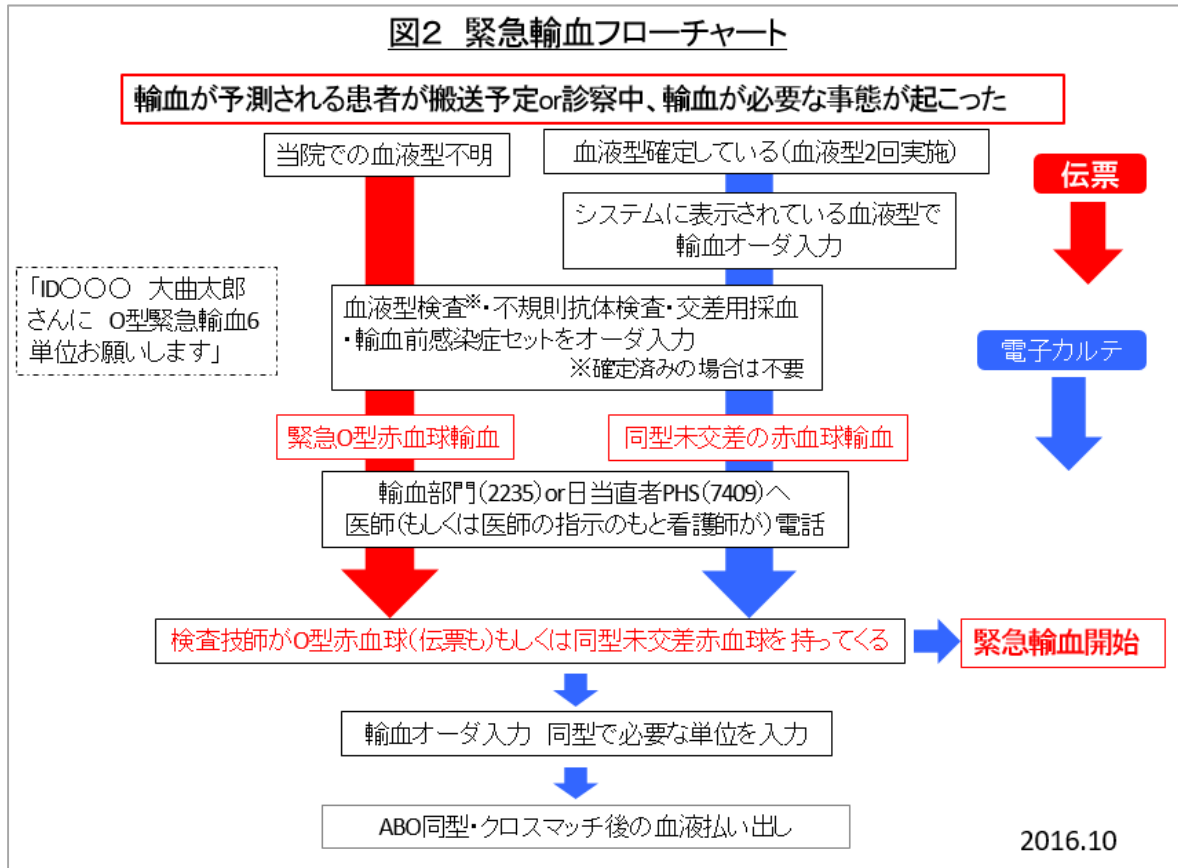 図2 緊急輸血フローチャート
輸血が予測される患者が搬送予定or診察中、輸血が必要な事態が起こった
当院での血液型不明
血液型確定している(血液型2回実施)
伝票
システムに表示されている血液型で
輸血オーダ入力
「ID〇〇〇 大曲太郎
さんに O型緊急輸血6
単位お願いします」
血液型検査※・不規則抗体検査・交差用採血
・輸血前感染症セットをオーダ入力
※確定済みの場合は不要
電子カルテ
緊急O型赤血球輸血
同型未交差の赤血球輸血
輸血部門(2235)or日当直者PHS(7409)へ
医師(もしくは医師の指示のもと看護師が)電話
検査技師がO型赤血球(伝票も)もしくは同型未交差赤血球を持ってくる
緊急輸血開始
輸血オーダ入力 同型で必要な単位を入力
ABO同型・クロスマッチ後の血液払い出し
2016.10